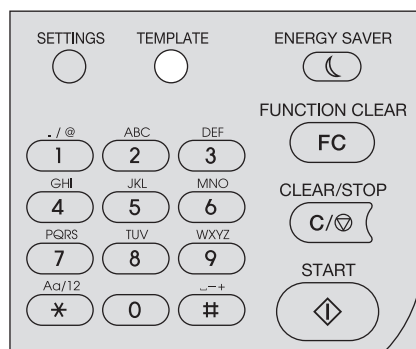 SETTINGS TEMPLATE ENERGY SAVER
FUNCTION CLEAR
FC
. / @ ABC DEF
1 2 3
GHI JKL MNO
4 5 6
CLEAR/STOP
C/
PQRS TUV WXYZ
7 8 9
START
Aa/12 ⎵−+
* 0 #